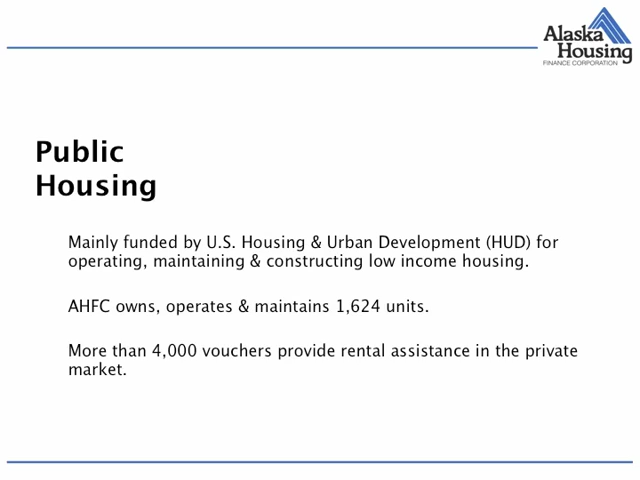 Alaska
Housing
FINANCE CORPORATION
Public
Housing
Mainly funded by U.S. Housing & Urban Development (HUD) for
operating, maintaining & constructing low income housing.
AHFC owns, operates & maintains 1,624 units.
More than 4,000 vouchers provide rental assistance in the private
market.